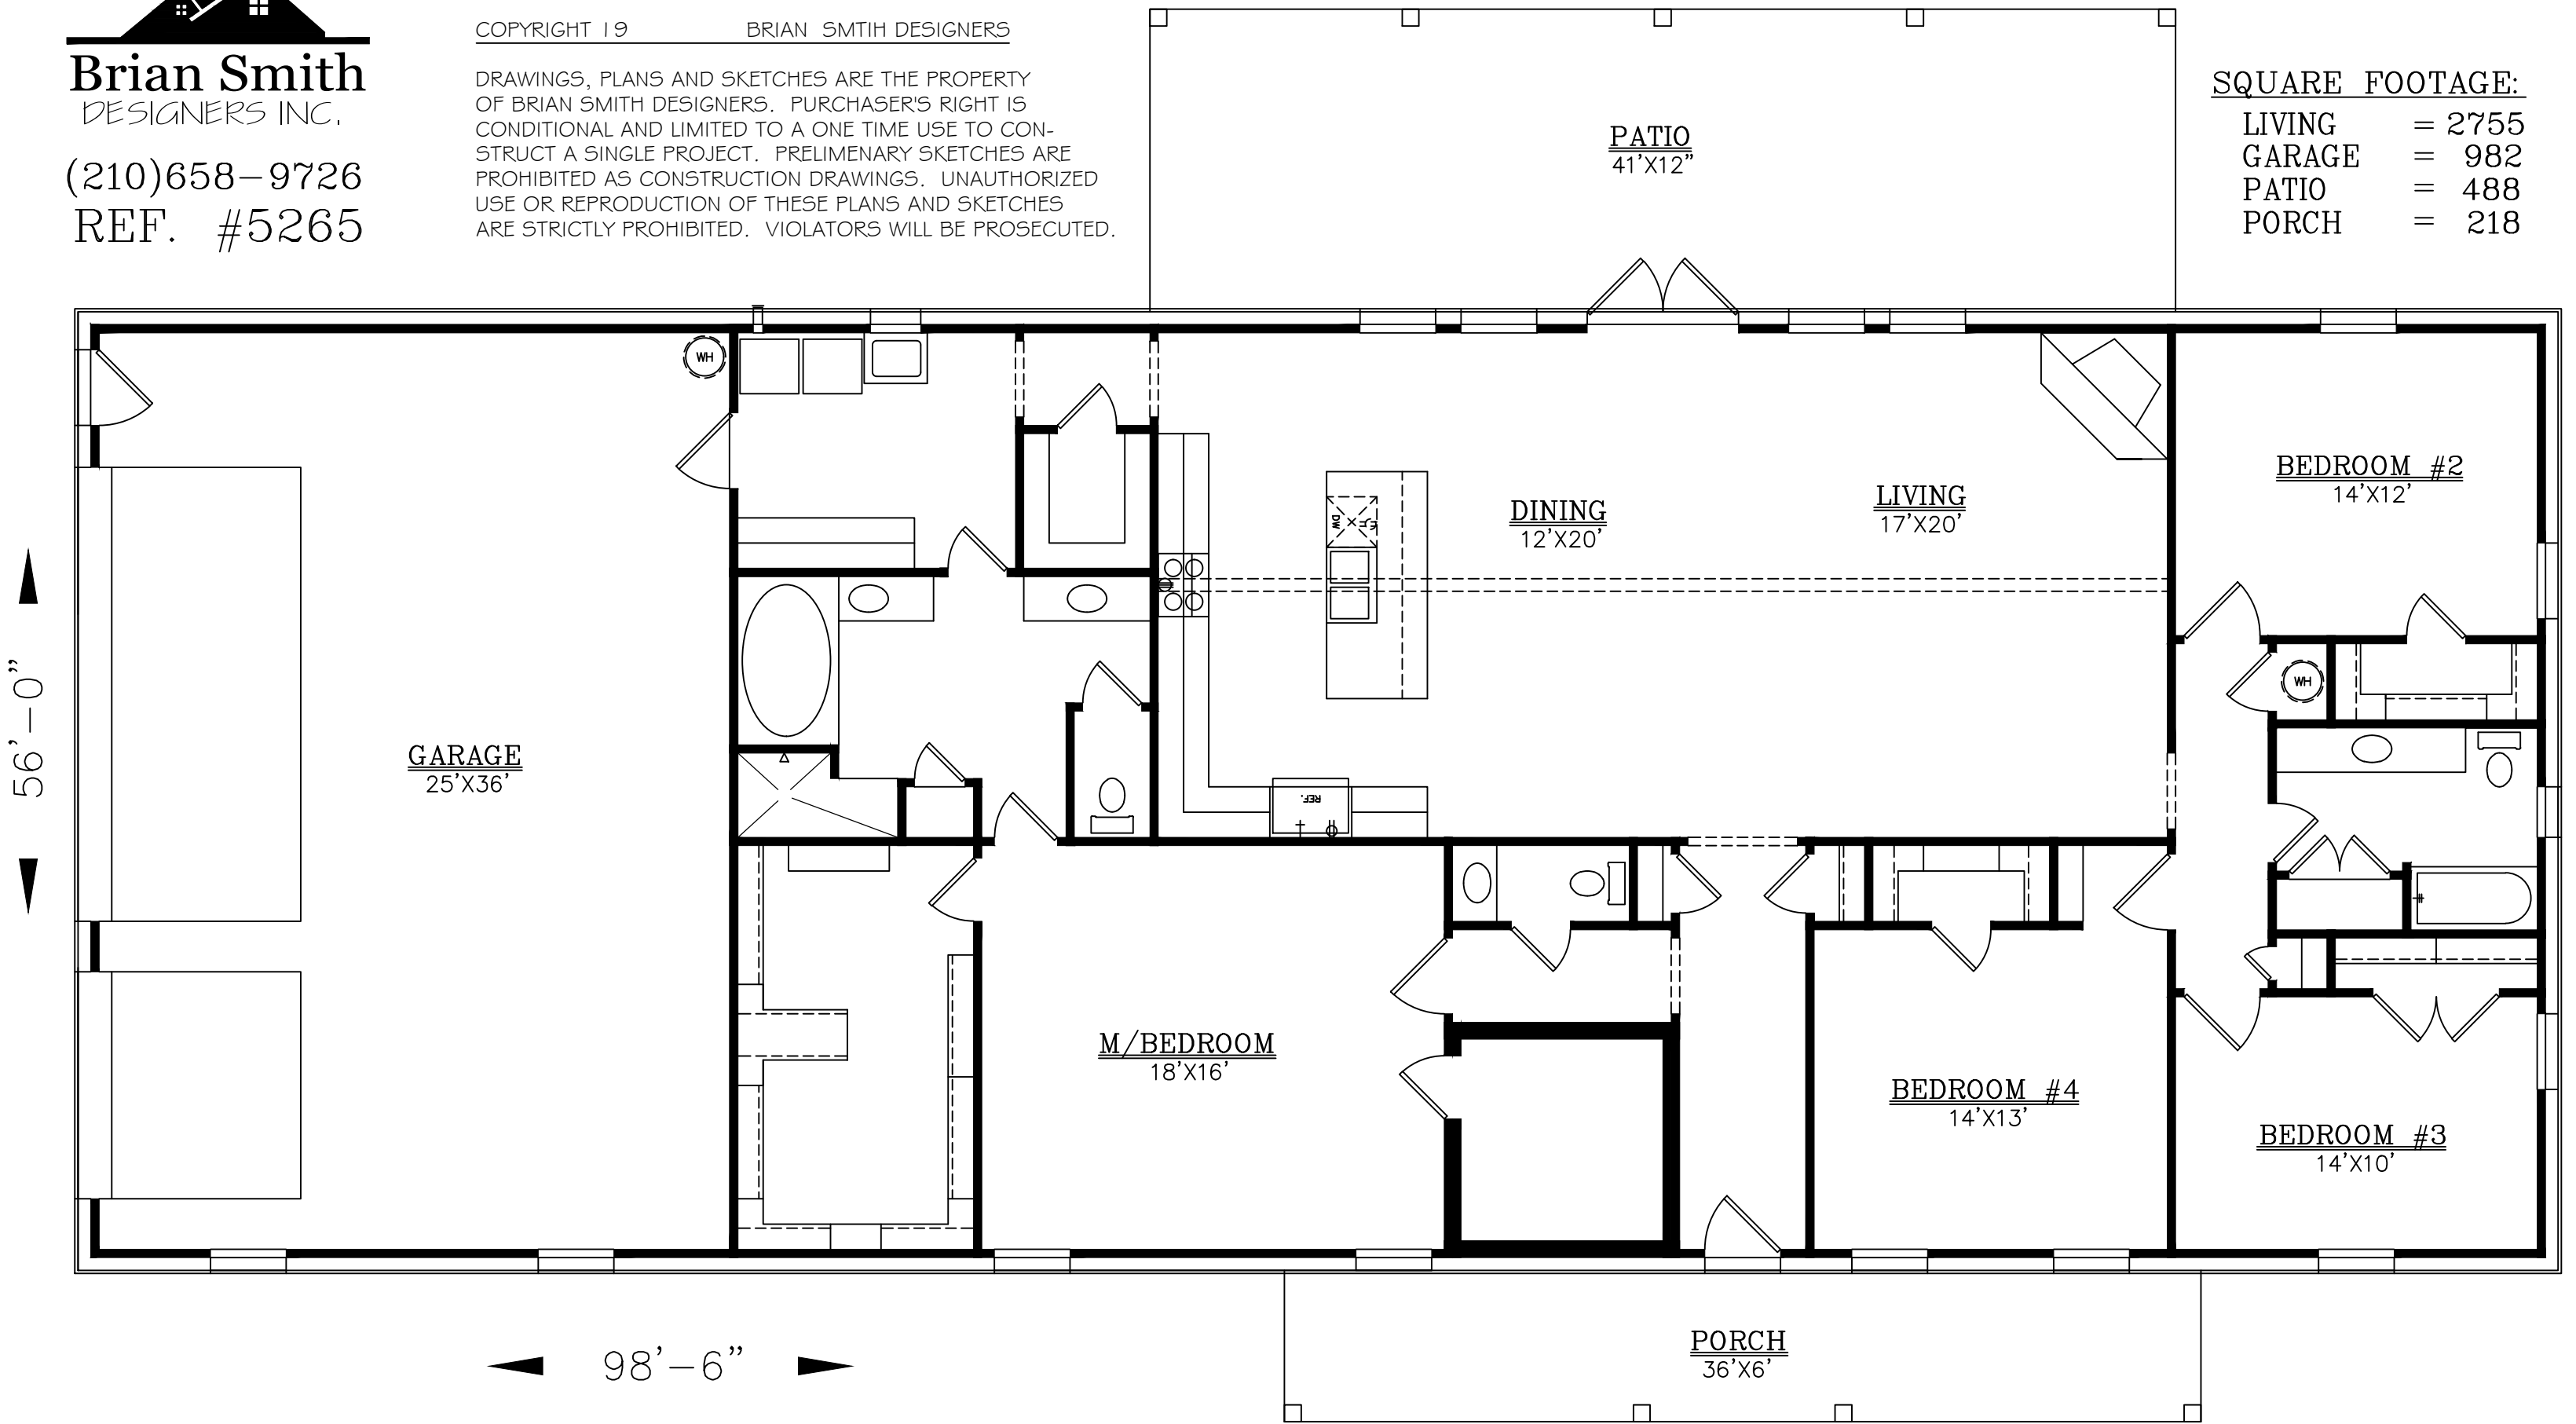 Brian Smith
DESIGNERS INC.
(210)658-9726
REF. #5265
COPYRIGHT 19 BRIAN SMTIH DESIGNERS
DRAWINGS, PLANS AND SKETCHES ARE THE PROPERTY
OF BRIAN SMITH DESIGNERS. PURCHASER'S RIGHT IS
CONDITIONAL AND LIMITED TO A ONE TIME USE TO CON-
STRUCT A SINGLE PROJECT. PRELIMENARY SKETCHES ARE
PROHIBITED AS CONSTRUCTION DRAWINGS. UNAUTHORIZED
USE OR REPRODUCTION OF THESE PLANS AND SKETCHES
ARE STRICTLY PROHIBITED. VIOLATORS WILL BE PROSECUTED.
PATIO
41'X12"
SQUARE FOOTAGE:
LIVING = 2755
GARAGE = 982
PATIO = 488
PORCH = 218
WH
BEDROOM #2
14'X12'
LIVING
17'X20'
DINING
12'X20'
DW
WH
56'-0"
GARAGE
25'X36'
REF.
M/BEDROOM
18'X16'
BEDROOM #4
14'X13'
BEDROOM #3
14'X10'
PORCH
36'X6'
98'-6"